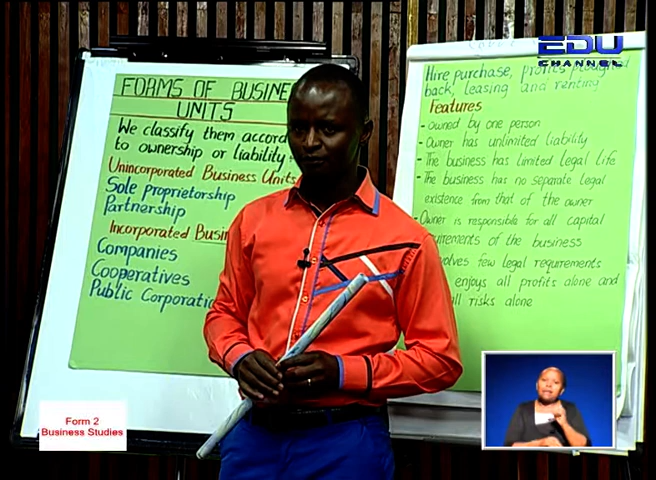 FORMS OF BUSINE
UNITS
We classify them accord
to ownership or liability:
Unincorporated Business Units
Sole proprietorship
Partnership
Incorporated Busin
Companies
Cooperatives
Public Corporatio
EDU
CHANNEL
Hire purchase, profits ploughed
back, leasing and renting
Features
- Owned by one person
- Owner has unlimited liability
- The business has limited legal life
- The business has no separate legal
existence from that of the owner
- Owner is responsible for all capital
irements of the business
volves few legal requirements
enjoys all profits alone and
all risks alone
Form 2
Business Studies